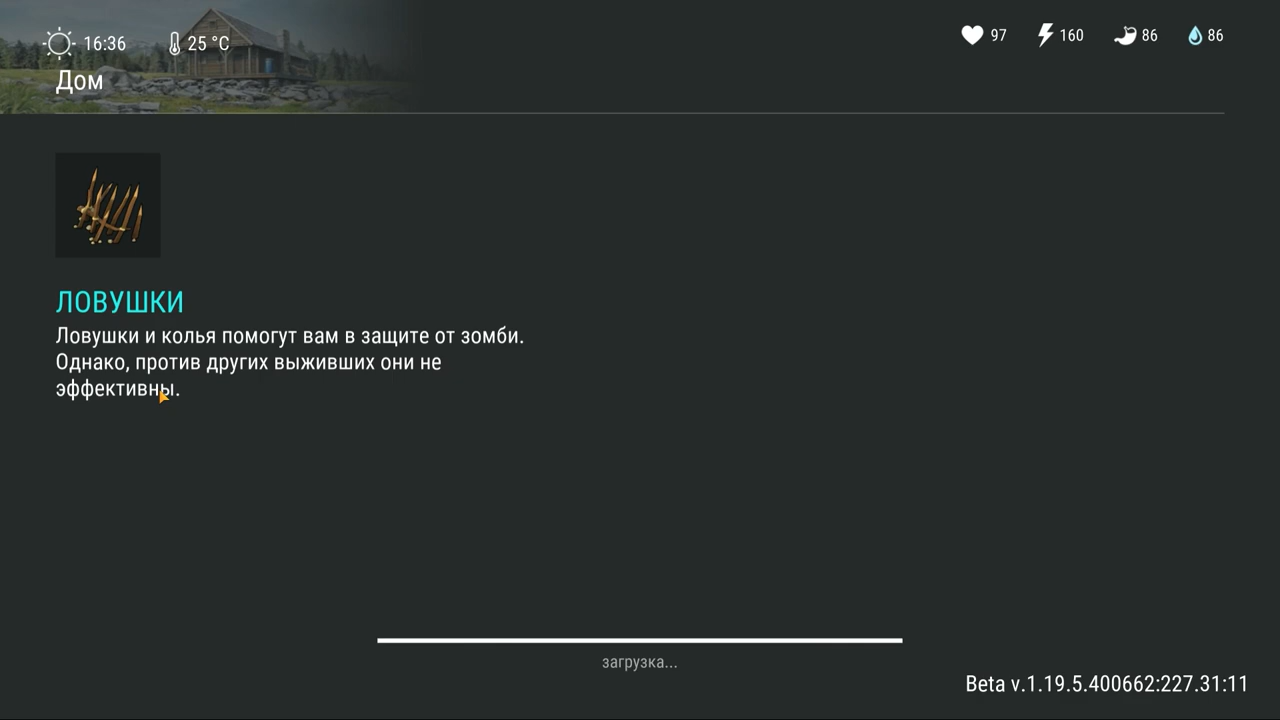 16:36 25 °C
97 160 86 86
Дом
ЛОВУШКИ
Ловушки и колья помогут вам в защите от зомби.
Однако, против других выживших они не
эффективны.
загрузка...
Beta v.1.19.5.400662:227.31:11